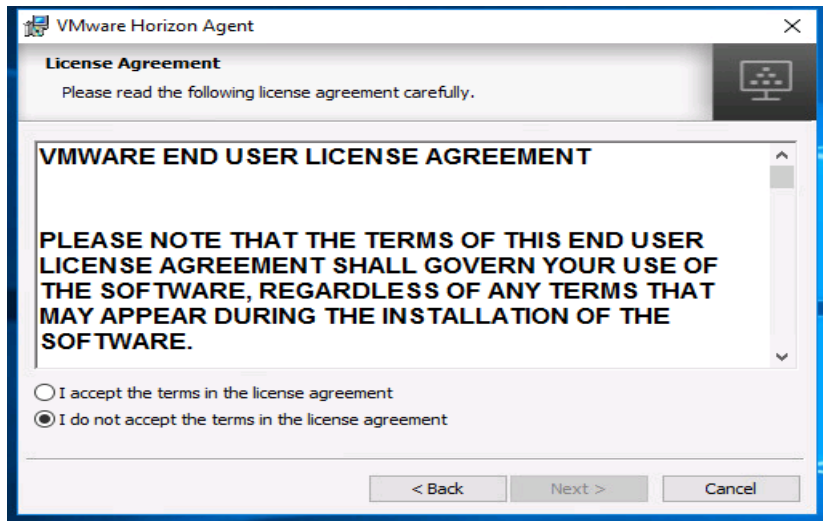 VMware Horizon Agent
License Agreement
Please read the following license agreement carefully.
VMWARE END USER LICENSE AGREEMENT
PLEASE NOTE THAT THE TERMS OF THIS END USER
LICENSE AGREEMENT SHALL GOVERN YOUR USE OF
THE SOFTWARE, REGARDLESS OF ANY TERMS THAT
MAY APPEAR DURING THE INSTALLATION OF THE
SOFTWARE.
I accept the terms in the license agreement
I do not accept the terms in the license agreement
< Back Next > Cancel